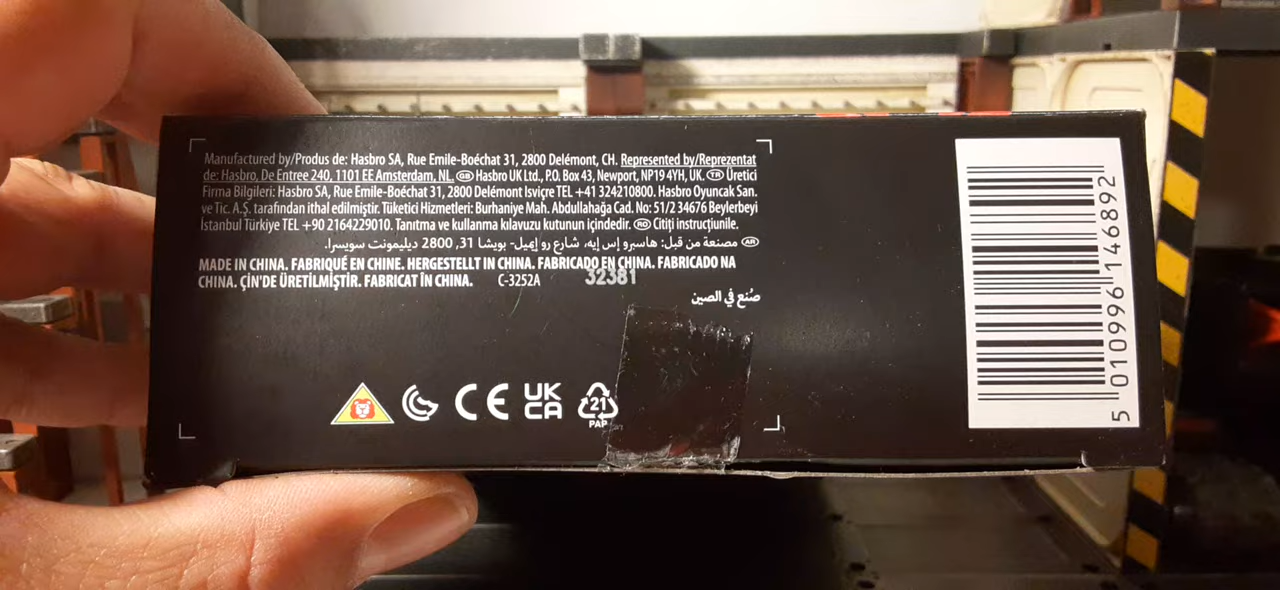 Manufactured by/Produs de: Hasbro SA, Rue Emile-Boéchat 31, 2800 Delémont, CH. Represented by/Reprezentat
de: Hasbro, De Entree 240, 1101 EE Amsterdam, NL. GB Hasbro UK Ltd., P.O. Box 43, Newport, NP19 4YH, UK. TR Üretici
Firma Bilgileri: Hasbro SA, Rue Emile-Boéchat 31, 2800 Delémont İsviçre TEL +41 324210800. Hasbro Oyuncak San.
ve Tic. A.Ş. tarafından ithal edilmiştir. Tüketici Hizmetleri: Burhaniye Mah. Abdullahağa Cad. No: 51/2 34676 Beylerbeyi
İstanbul Türkiye TEL +90 2164229010. Tanıtma ve kullanma kılavuzu kutunun içindedir. RO Citiți instrucțiunile.
AR مصنعة من قبل: هاسبرو إس إيه، شارع رو إميل- بويشا 31, 2800 ديليمونت سويسرا.
MADE IN CHINA. FABRIQUÉ EN CHINE. HERGESTELLT IN CHINA. FABRICADO EN CHINA. FABRICADO NA
CHINA. ÇİN'DE ÜRETİLMİŞTİR. FABRICAT ÎN CHINA. C-3252A 32381
صُنع في الصين
CE UK CA 21
PAP
5 010996 146892